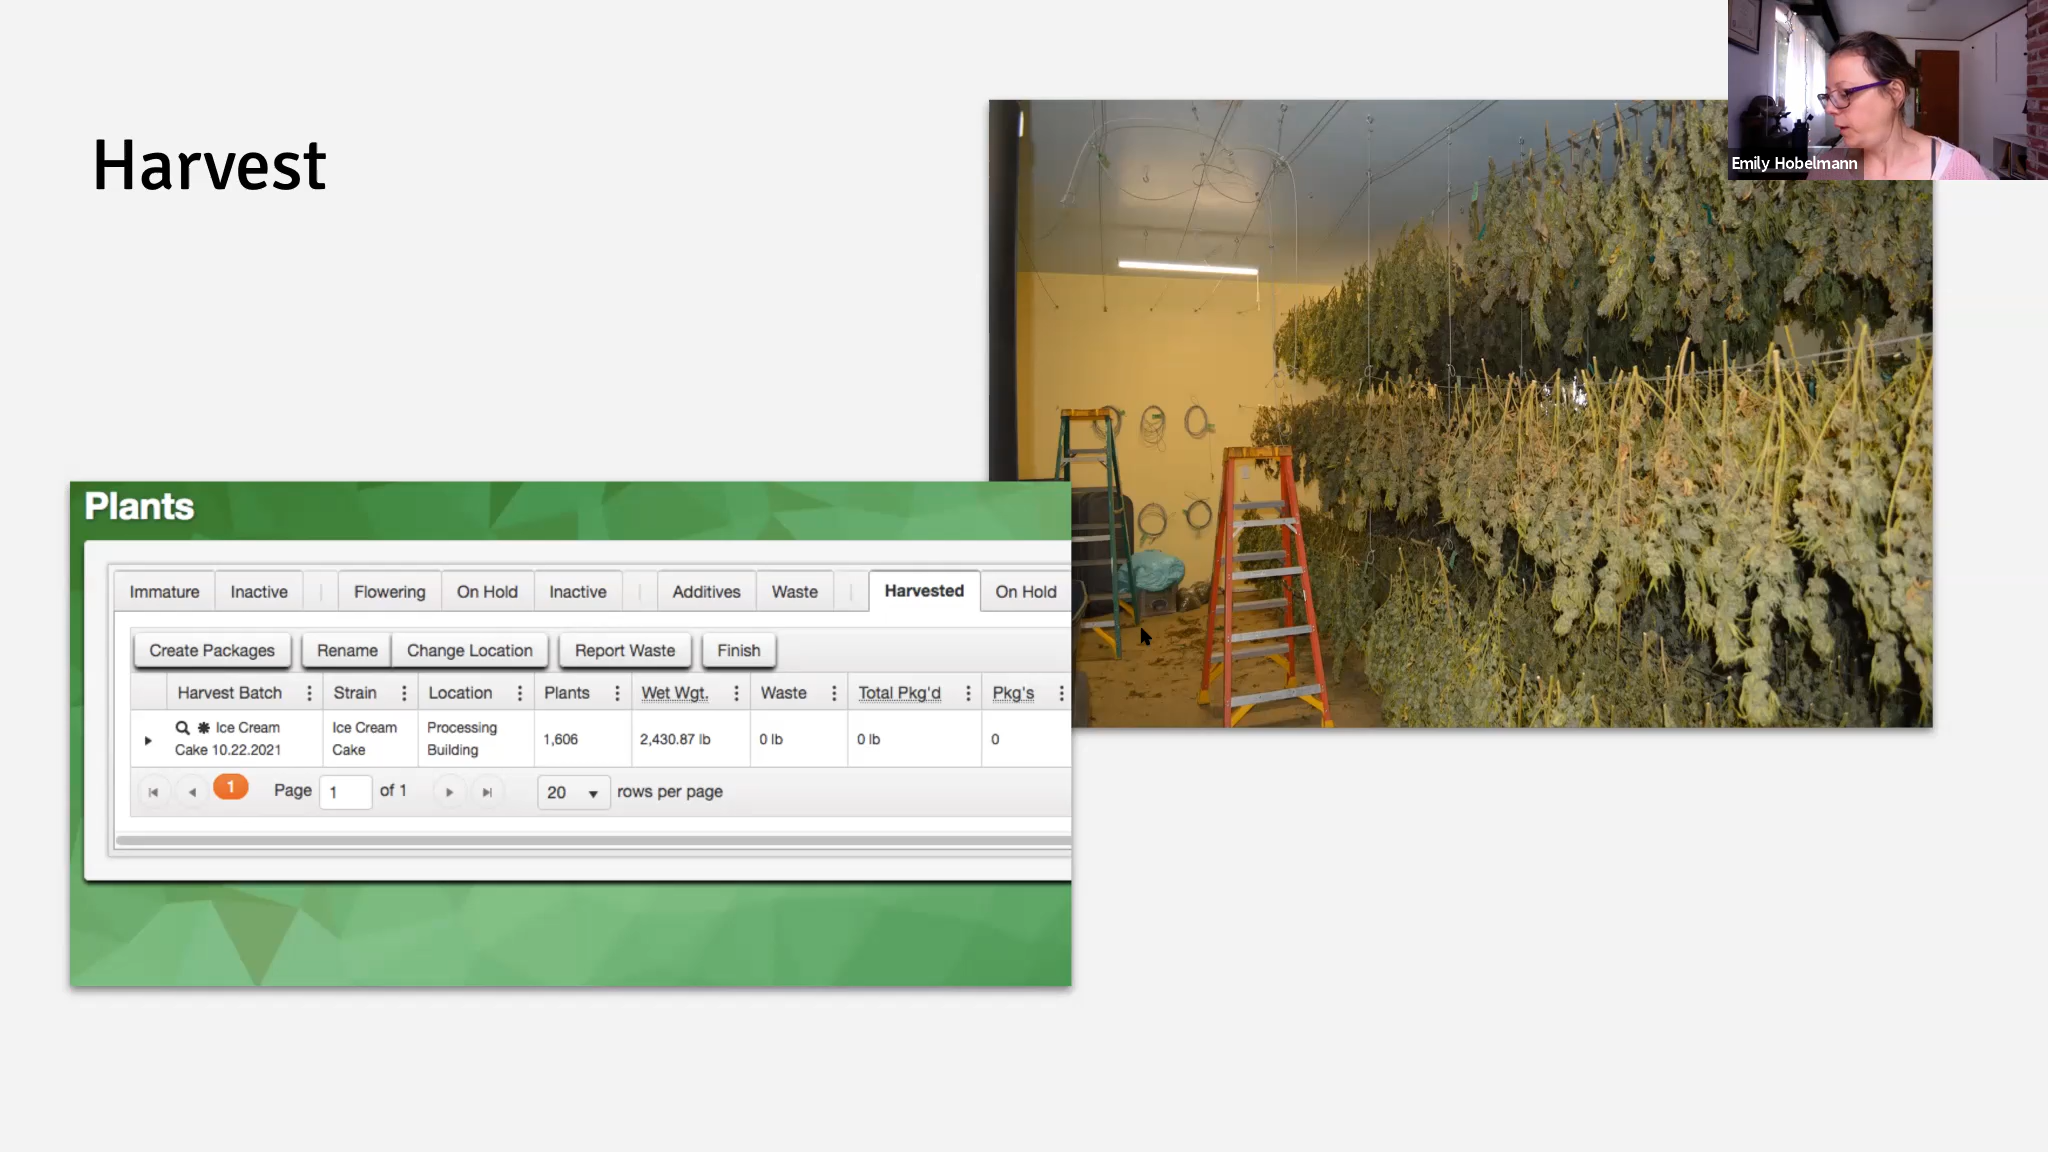 Emily Hobelmann
Harvest
Plants
Immature Inactive Flowering On Hold Inactive Additives Waste Harvested On Hold
Create Packages Rename Change Location Report Waste Finish
Harvest Batch Strain Location Plants Wet Wgt. Waste Total Pkg'd Pkg's
Ice Cream Ice Cream Processing
Cake 10.22.2021 Cake Building 1,606 2,430.87 lb 0 lb 0 lb 0
1 Page 1 of 1 20 rows per page